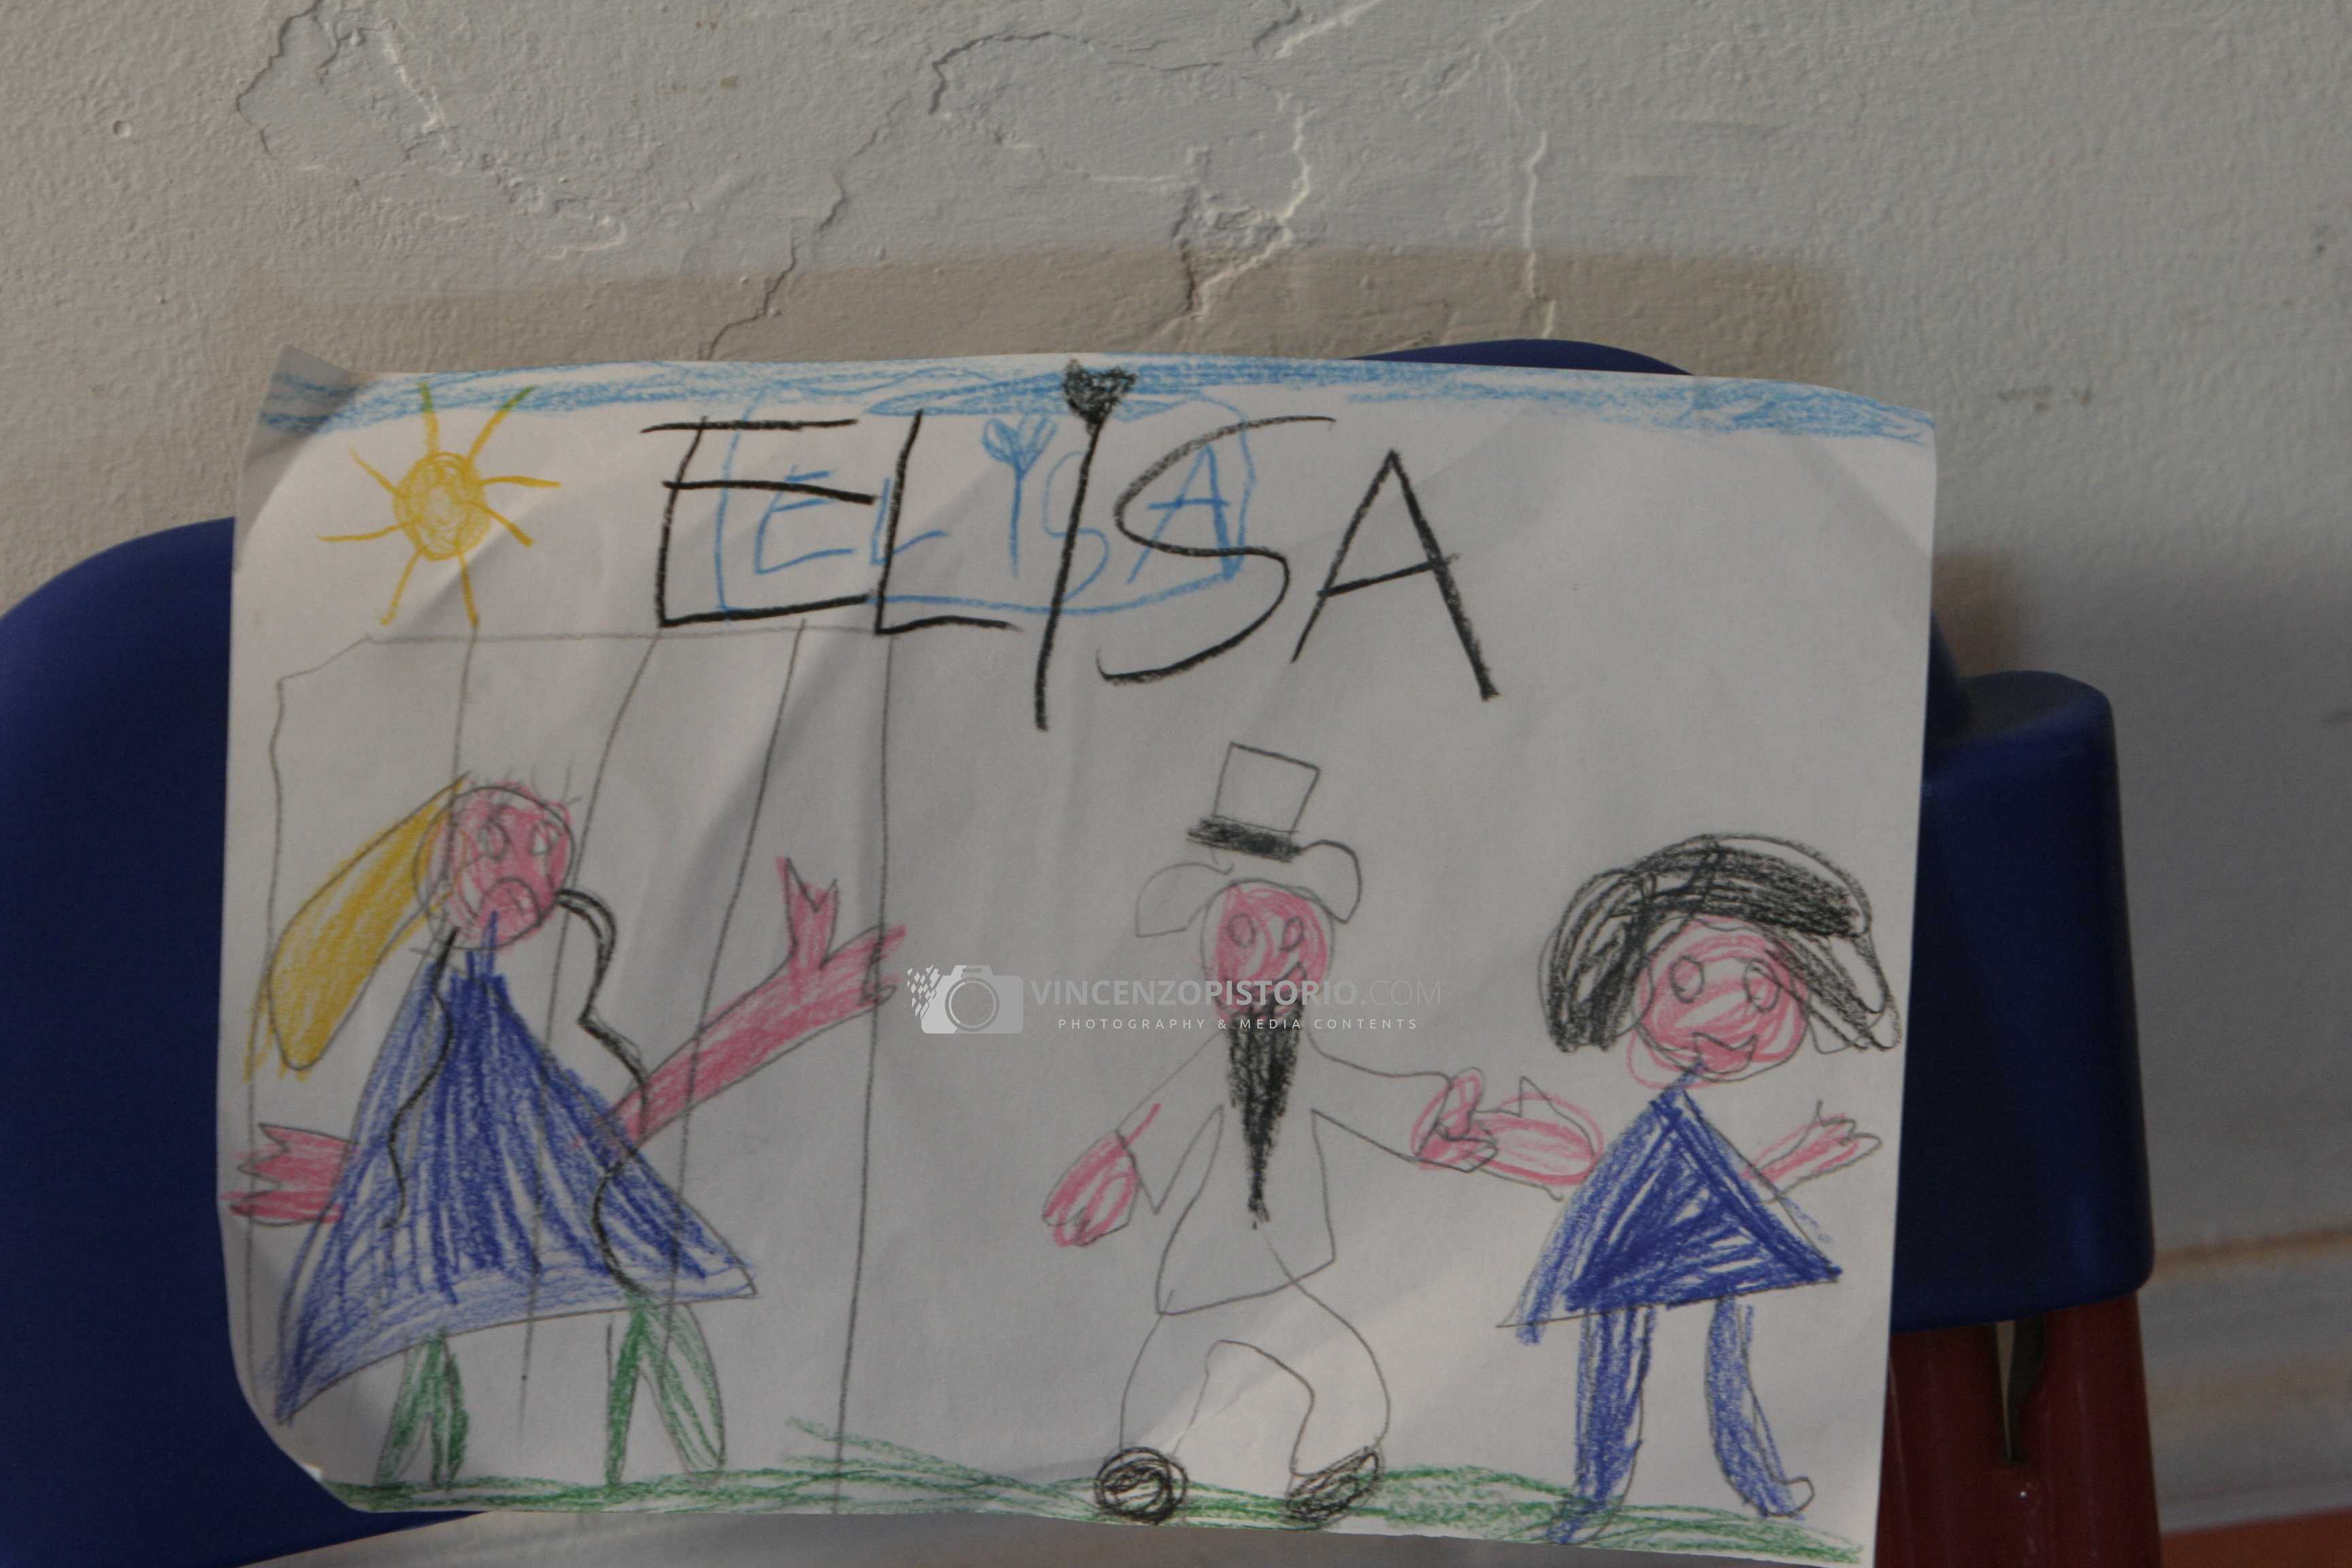 ELISA
ELISA
VINCENZOPISTORIO.COM
PHOTOGRAPHY & MEDIA CONTENTS